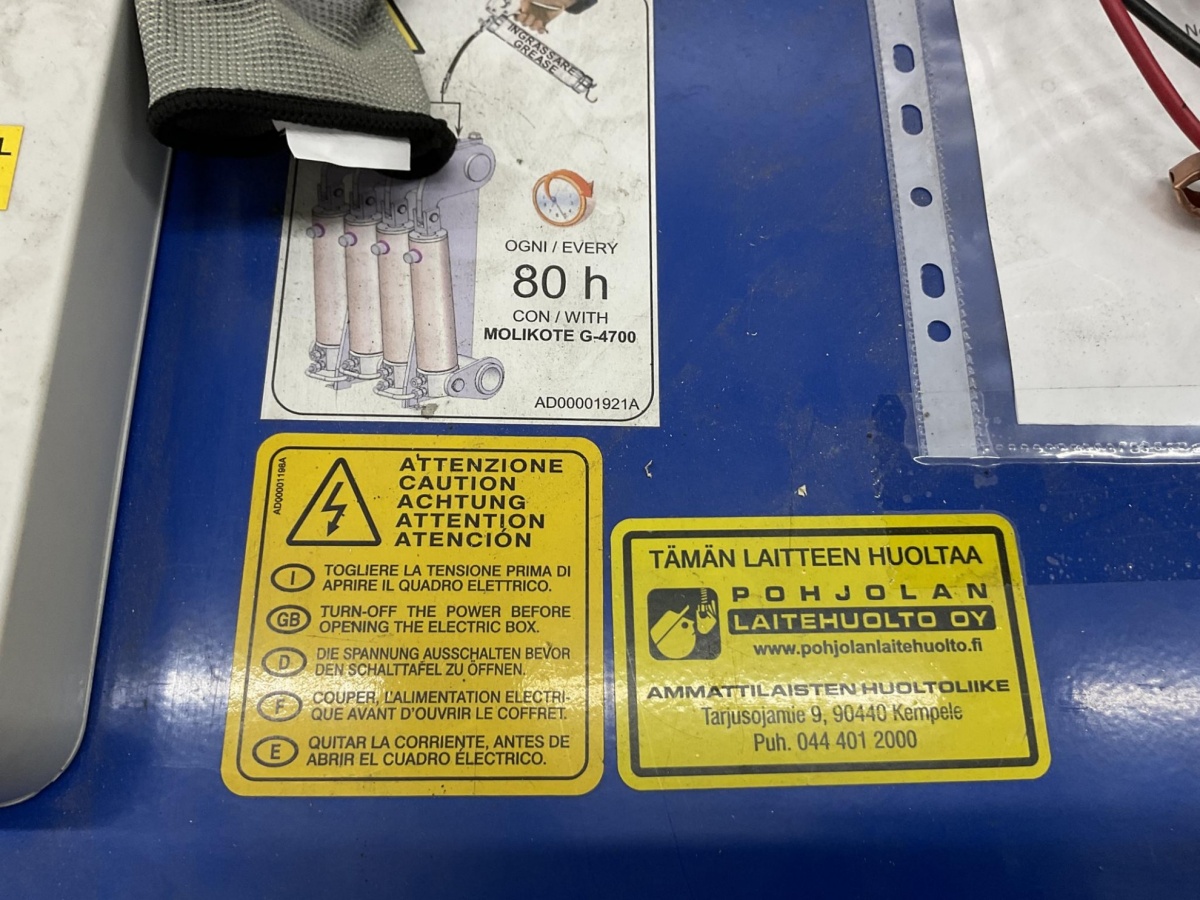 INGRASSARE
GREASE
L
OGNI / EVERY
80 h
CON / WITH
MOLIKOTE G-4700
AD00001921A
AD00001198A
ATTENZIONE
CAUTION
ACHTUNG
ATTENTION
ATENCIÓN
I TOGLIERE LA TENSIONE PRIMA DI
APRIRE IL QUADRO ELETTRICO.
GB TURN-OFF THE POWER BEFORE
OPENING THE ELECTRIC BOX.
D DIE SPANNUNG AUSSCHALTEN BEVOR
DEN SCHALTTAFEL ZU ÖFFNEN.
F COUPER, L'ALIMENTATION ELECTRI-
QUE AVANT D'OUVRIR LE COFFRET.
E QUITAR LA CORRIENTE, ANTES DE
ABRIR EL CUADRO ÉLECTRICO.
TÄMÄN LAITTEEN HUOLTAA
POHJOLAN
LAITEHUOLTO OY
www.pohjolanlaitehuolto.fi
AMMATTILAISTEN HUOLTOLIIKE
Tarjusojamie 9, 90440 Kempele
Puh. 044 401 2000